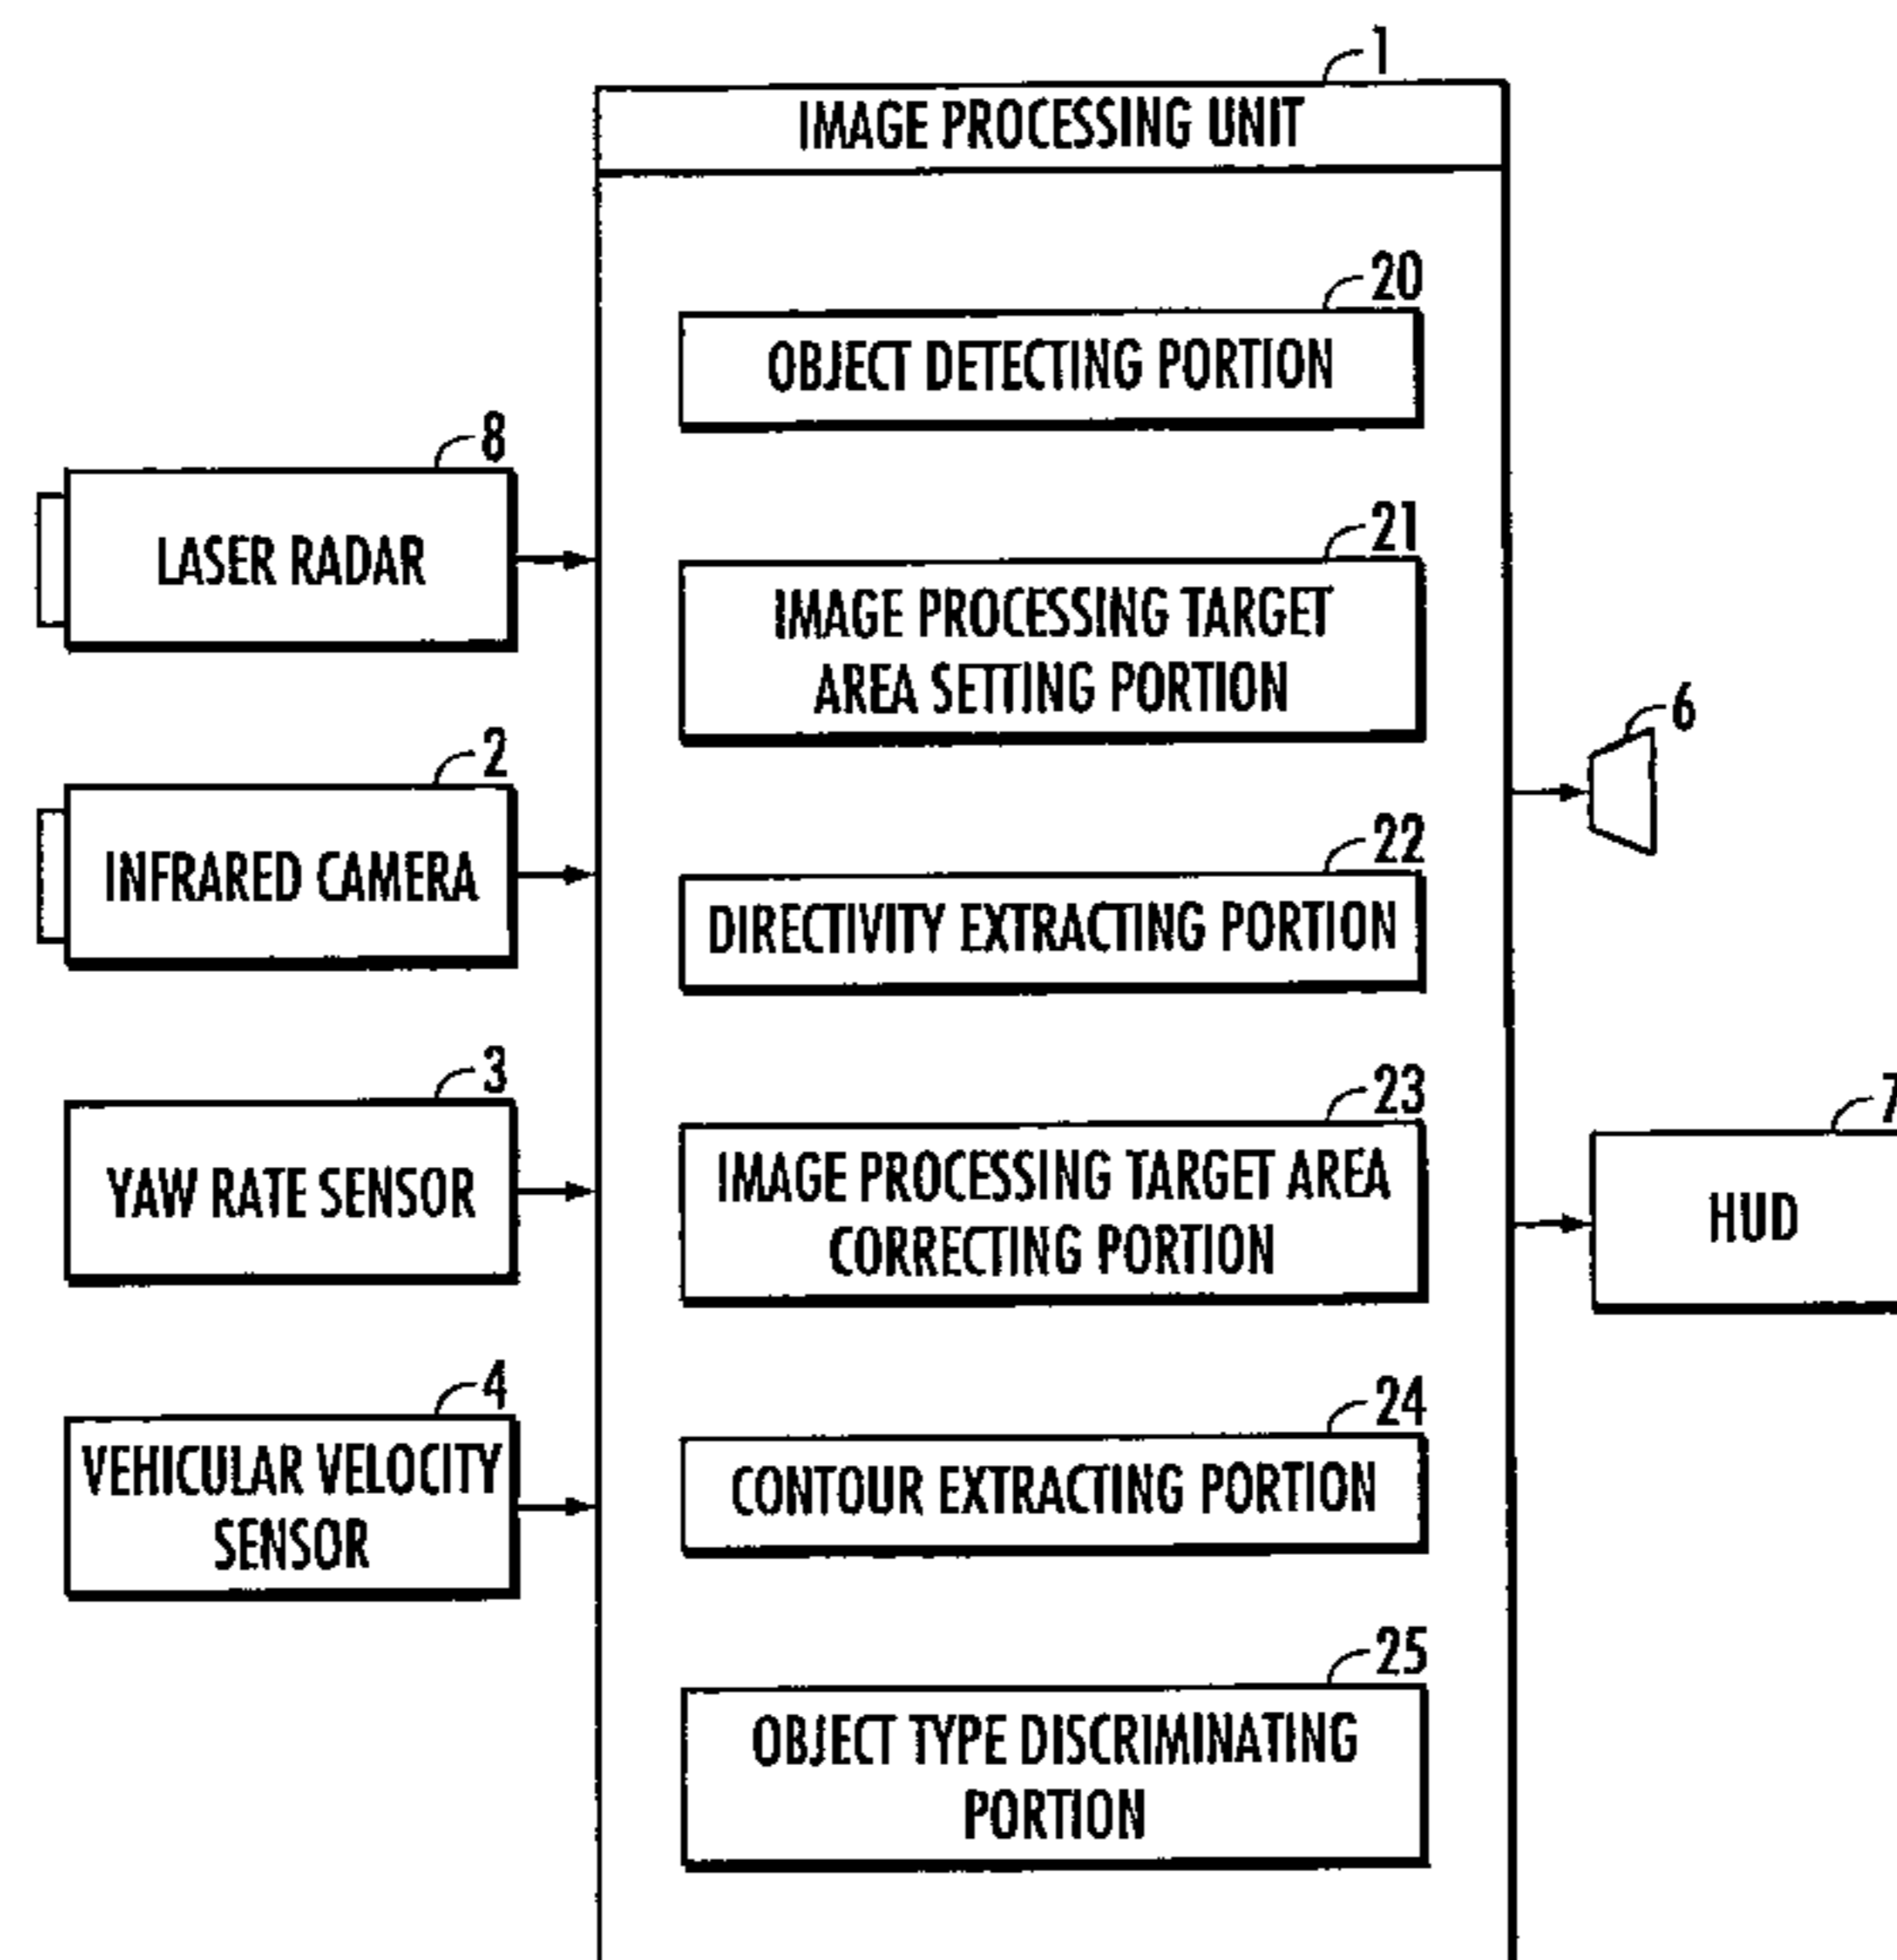 1
IMAGE PROCESSING UNIT
20
OBJECT DETECTING PORTION
8
LASER RADAR
21
IMAGE PROCESSING TARGET
AREA SETTING PORTION
6
2
INFRARED CAMERA
22
DIRECTIVITY EXTRACTING PORTION
3
YAW RATE SENSOR
23
IMAGE PROCESSING TARGET AREA
CORRECTING PORTION
7
HUD
4
VEHICULAR VELOCITY
SENSOR
24
CONTOUR EXTRACTING PORTION
25
OBJECT TYPE DISCRIMINATING
PORTION